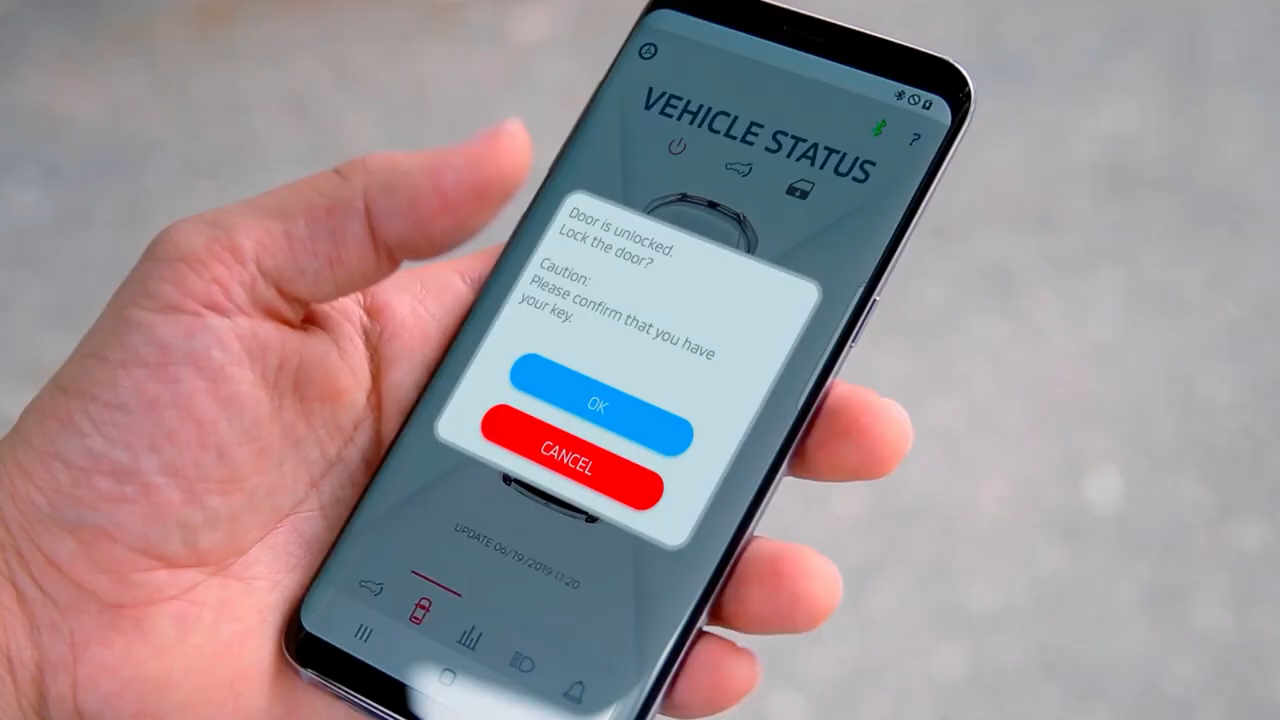 VEHICLE STATUS
?
Door is unlocked.
Lock the door?
Caution:
Please confirm that you have
your key.
OK
CANCEL
UPDATE 06/19/2019 11:20